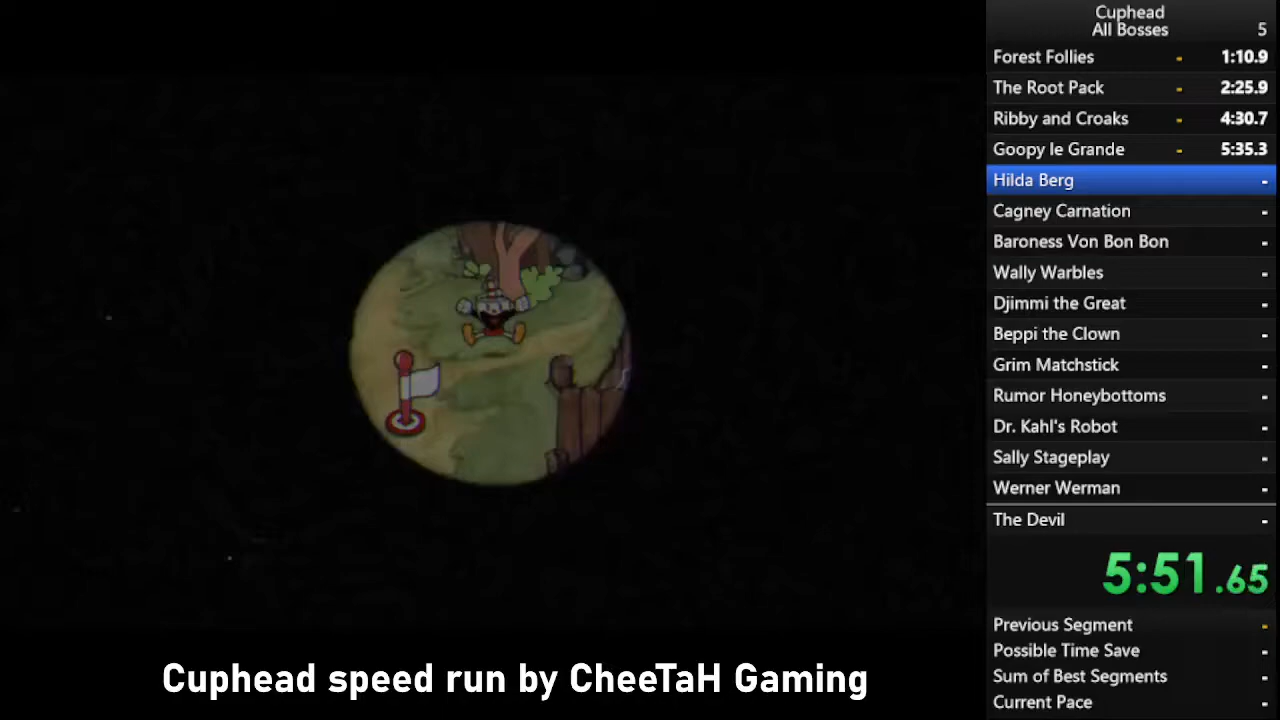 Cuphead
All Bosses 5
Forest Follies - 1:10.9
The Root Pack - 2:25.9
Ribby and Croaks - 4:30.7
Goopy le Grande - 5:35.3
Hilda Berg -
Cagney Carnation -
Baroness Von Bon Bon -
Wally Warbles -
Djimmi the Great -
Beppi the Clown -
Grim Matchstick -
Rumor Honeybottoms -
Dr. Kahl's Robot -
Sally Stageplay -
Werner Werman -
The Devil -
5:51.65
Previous Segment -
Possible Time Save -
Sum of Best Segments -
Current Pace -
Cuphead speed run by CheeTaH Gaming